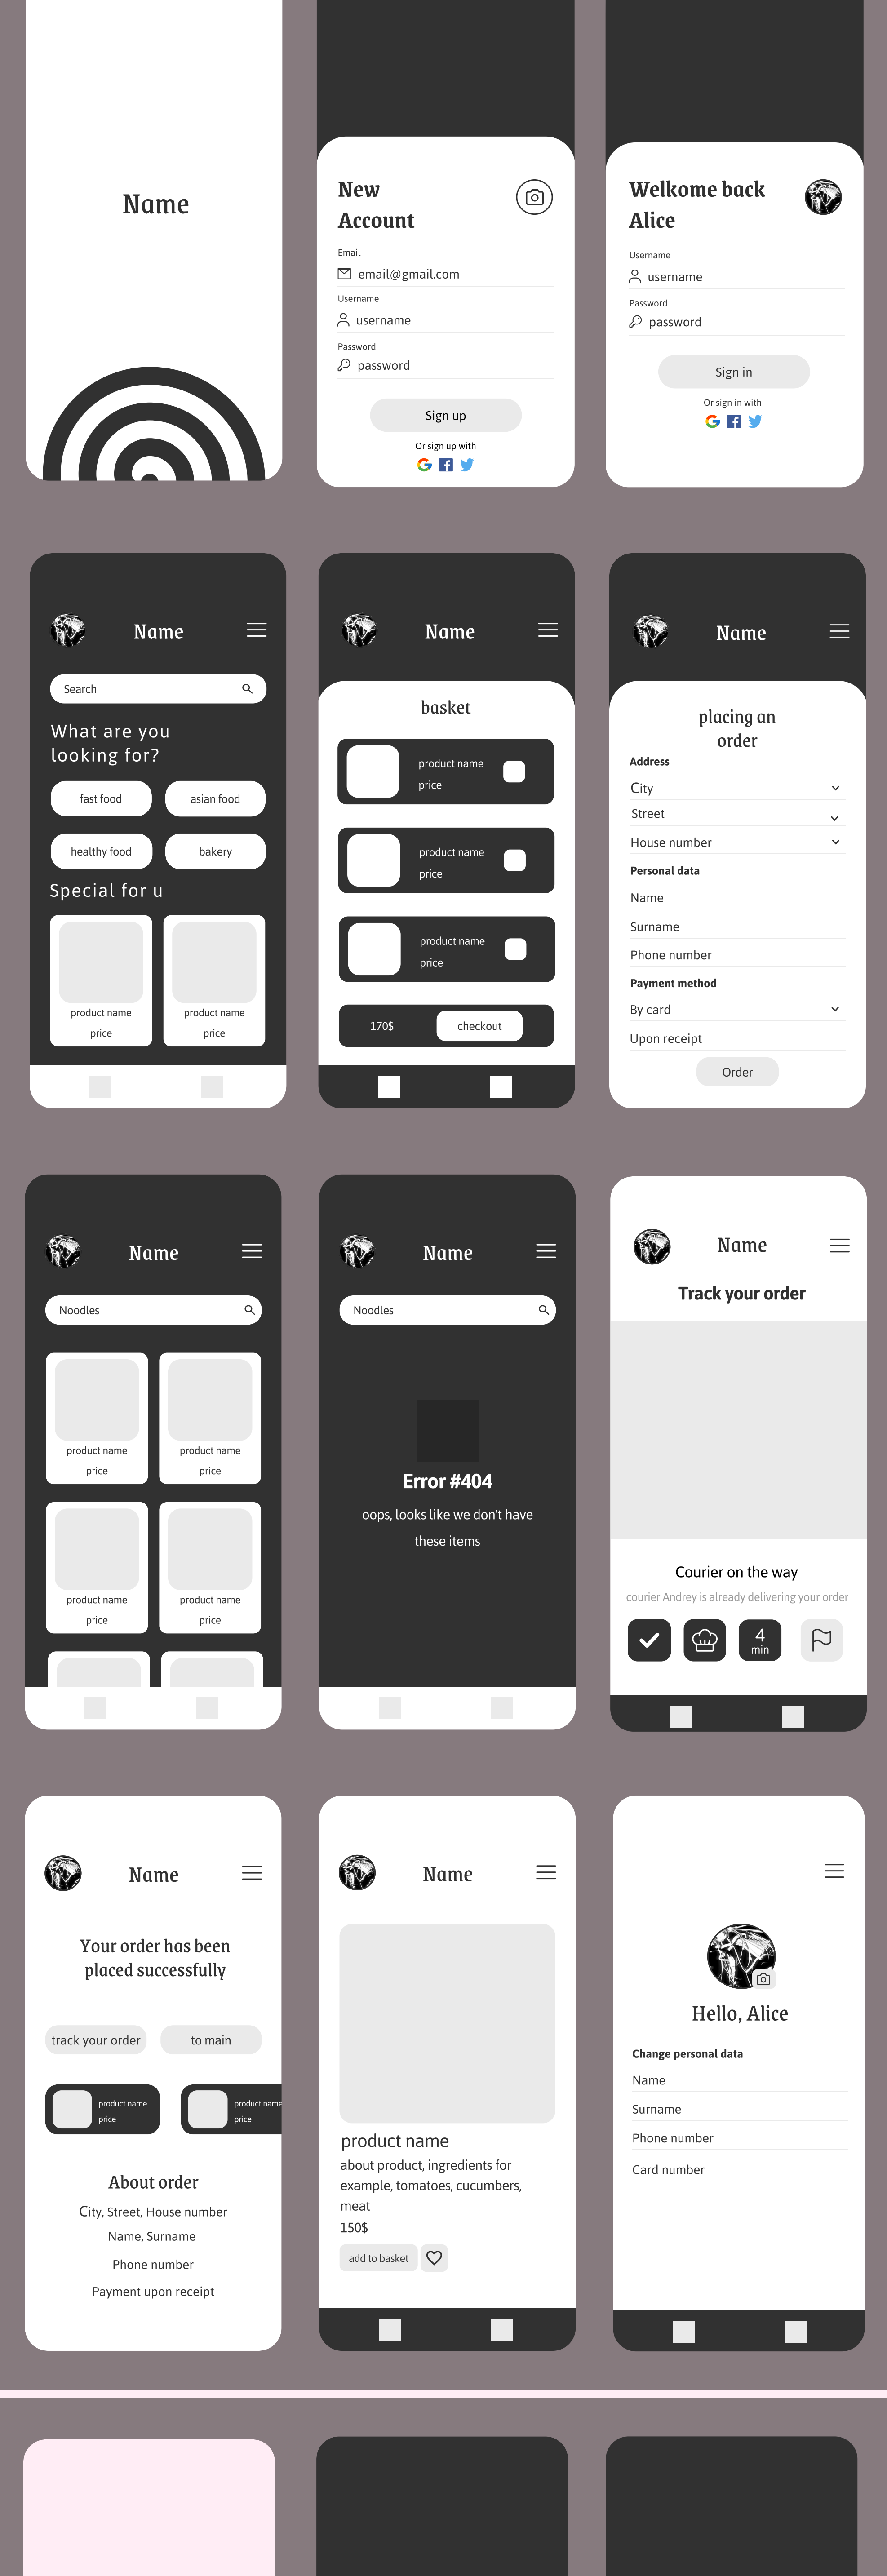 Name
New
Account
Email
email@gmail.com
Username
username
Password
password
Sign up
Or sign up with
Welkome back
Alice
Username
username
Password
password
Sign in
Or sign in with
Name
Search
What are you
looking for?
fast food
asian food
healthy food
bakery
Special for u
product name
price
product name
price
Name
basket
product name
price
product name
price
product name
price
170$
checkout
Name
placing an
order
Address
City
Street
House number
Personal data
Name
Surname
Phone number
Payment method
By card
Upon receipt
Order
Name
Noodles
product name
price
product name
price
product name
price
product name
price
Name
Noodles
Error #404
oops, looks like we don't have
these items
Name
Track your order
Courier on the way
courier Andrey is already delivering your order
4
min
Name
Your order has been
placed successfully
track your order
to main
product name
price
product name
price
About order
City, Street, House number
Name, Surname
Phone number
Payment upon receipt
Name
product name
about product, ingredients for
example, tomatoes, cucumbers,
meat
150$
add to basket
Hello, Alice
Change personal data
Name
Surname
Phone number
Card number